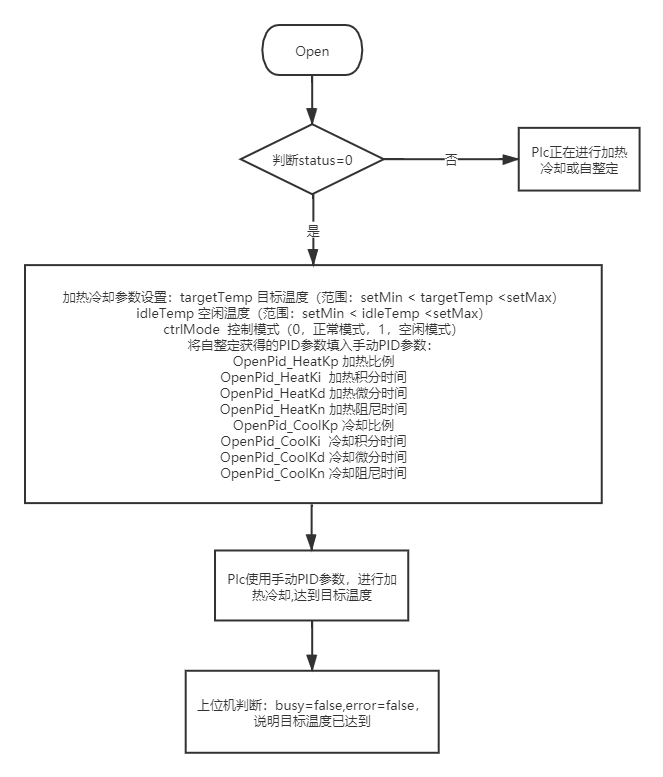 Open
判断status=0
否
Plc正在进行加热
冷却或自整定
是
加热冷却参数设置：targetTemp 目标温度（范围：setMin < targetTemp <setMax）
idleTemp 空闲温度（范围：setMin < idleTemp <setMax）
ctrlMode 控制模式（0，正常模式，1，空闲模式）
将自整定获得的PID参数填入手动PID参数：
OpenPid_HeatKp 加热比例
OpenPid_HeatKi 加热积分时间
OpenPid_HeatKd 加热微分时间
OpenPid_HeatKn 加热阻尼时间
OpenPid_CoolKp 冷却比例
OpenPid_CoolKi 冷却积分时间
OpenPid_CoolKd 冷却微分时间
OpenPid_CoolKn 冷却阻尼时间
Plc使用手动PID参数，进行加
热冷却,达到目标温度
上位机判断：busy=false,error=false，
说明目标温度已达到